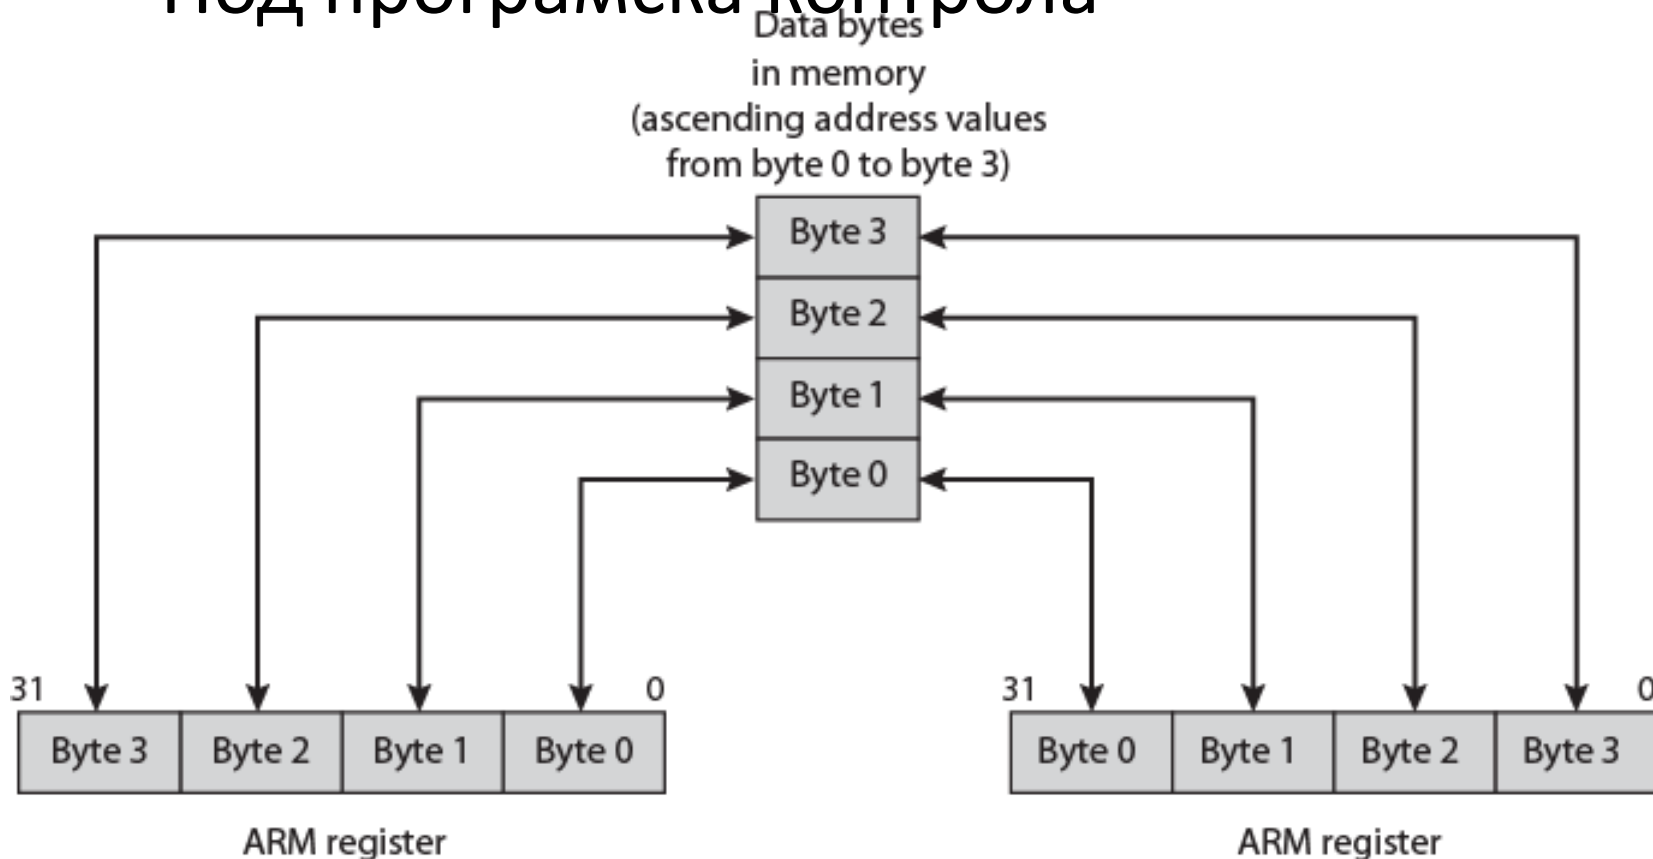 Под програмска контрола
Data bytes
in memory
(ascending address values
from byte 0 to byte 3)
Byte 3
Byte 2
Byte 1
Byte 0
31
0
31
0
Byte 3
Byte 2
Byte 1
Byte 0
Byte 0
Byte 1
Byte 2
Byte 3
ARM register
ARM register